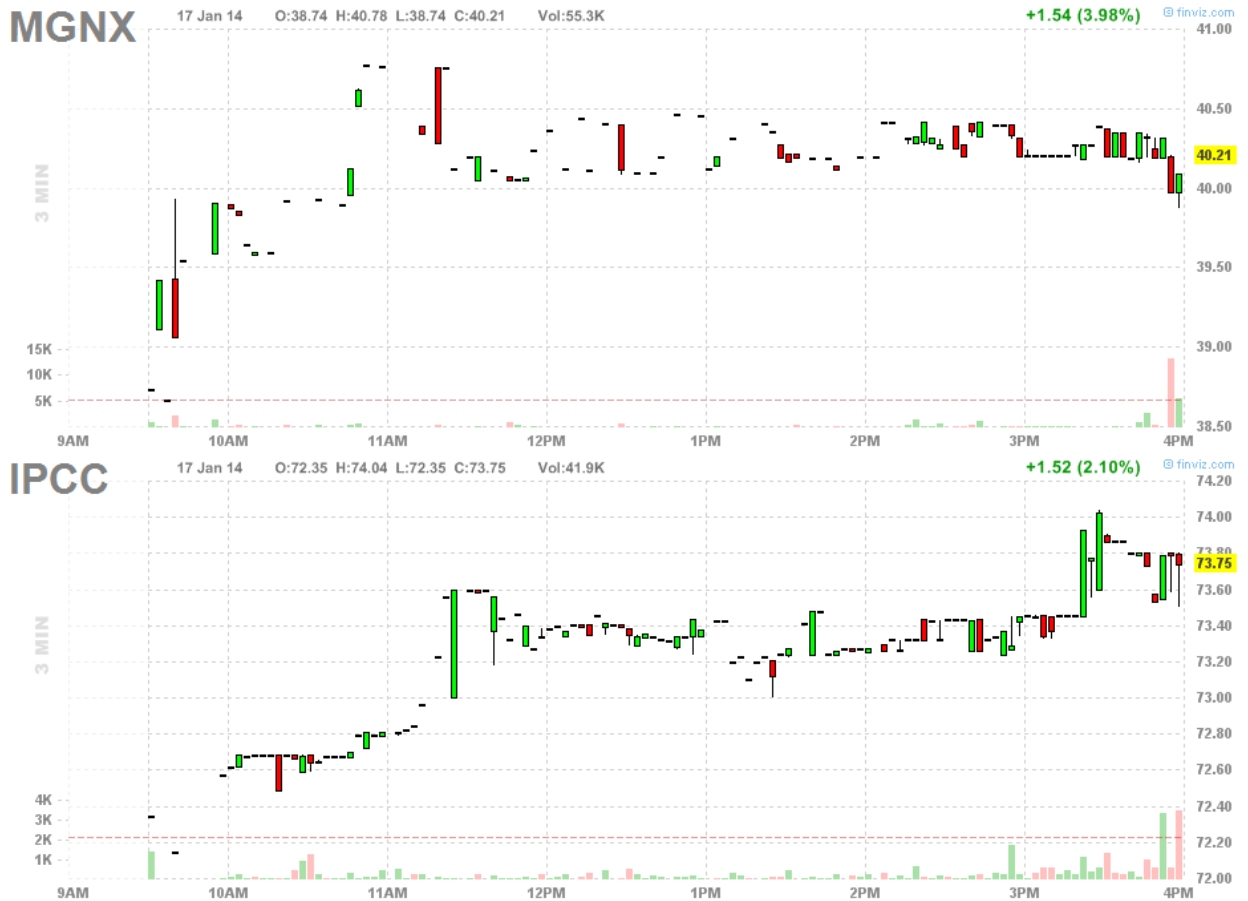 MGNX 17 Jan 14 O:38.74 H:40.78 L:38.74 C:40.21 Vol:55.3K +1.54 (3.98%) © finviz.com
41.00
40.50
40.21
40.00
3 MIN
39.50
39.00
15K
10K
5K
38.50
9AM 10AM 11AM 12PM 1PM 2PM 3PM 4PM
IPCC 17 Jan 14 O:72.35 H:74.04 L:72.35 C:73.75 Vol:41.9K +1.52 (2.10%) © finviz.com
74.20
74.00
73.80
73.75
73.60
73.40
3 MIN
73.20
73.00
72.80
72.60
4K
72.40
3K
2K
72.20
1K
72.00
9AM 10AM 11AM 12PM 1PM 2PM 3PM 4PM